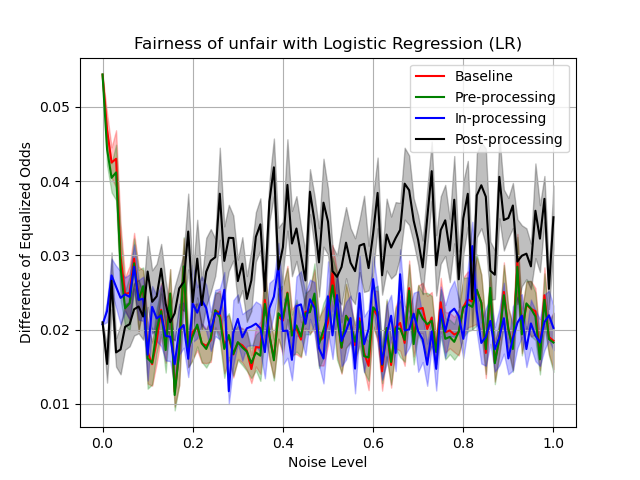 Fairness of unfair with Logistic Regression (LR)
Baseline
Pre-processing
In-processing
Post-processing
Difference of Equalized Odds
0.05
0.04
0.03
0.02
0.01
0.0 0.2 0.4 0.6 0.8 1.0
Noise Level